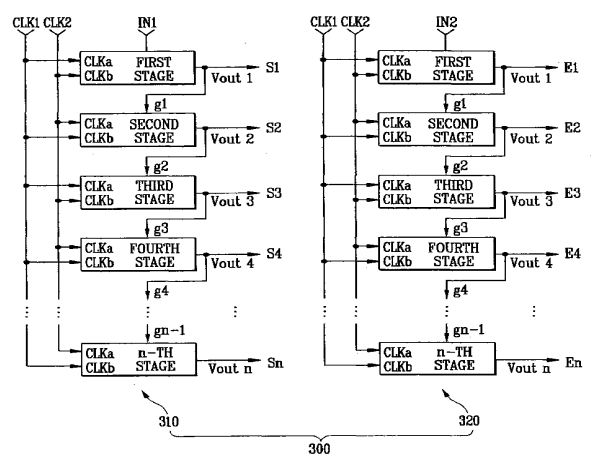 CLK1 CLK2 IN1
CLKa FIRST
CLKb STAGE
S1
Vout 1
g1
CLKa SECOND
CLKb STAGE
S2
Vout 2
g2
CLKa THIRD
CLKb STAGE
S3
Vout 3
g3
CLKa FOURTH
CLKb STAGE
S4
Vout 4
g4
gn-1
CLKa n-TH
CLKb STAGE
Sn
Vout n
310
CLK1 CLK2 IN2
CLKa FIRST
CLKb STAGE
E1
Vout 1
g1
CLKa SECOND
CLKb STAGE
E2
Vout 2
g2
CLKa THIRD
CLKb STAGE
E3
Vout 3
g3
CLKa FOURTH
CLKb STAGE
E4
Vout 4
g4
gn-1
CLKa n-TH
CLKb STAGE
En
Vout n
320
300